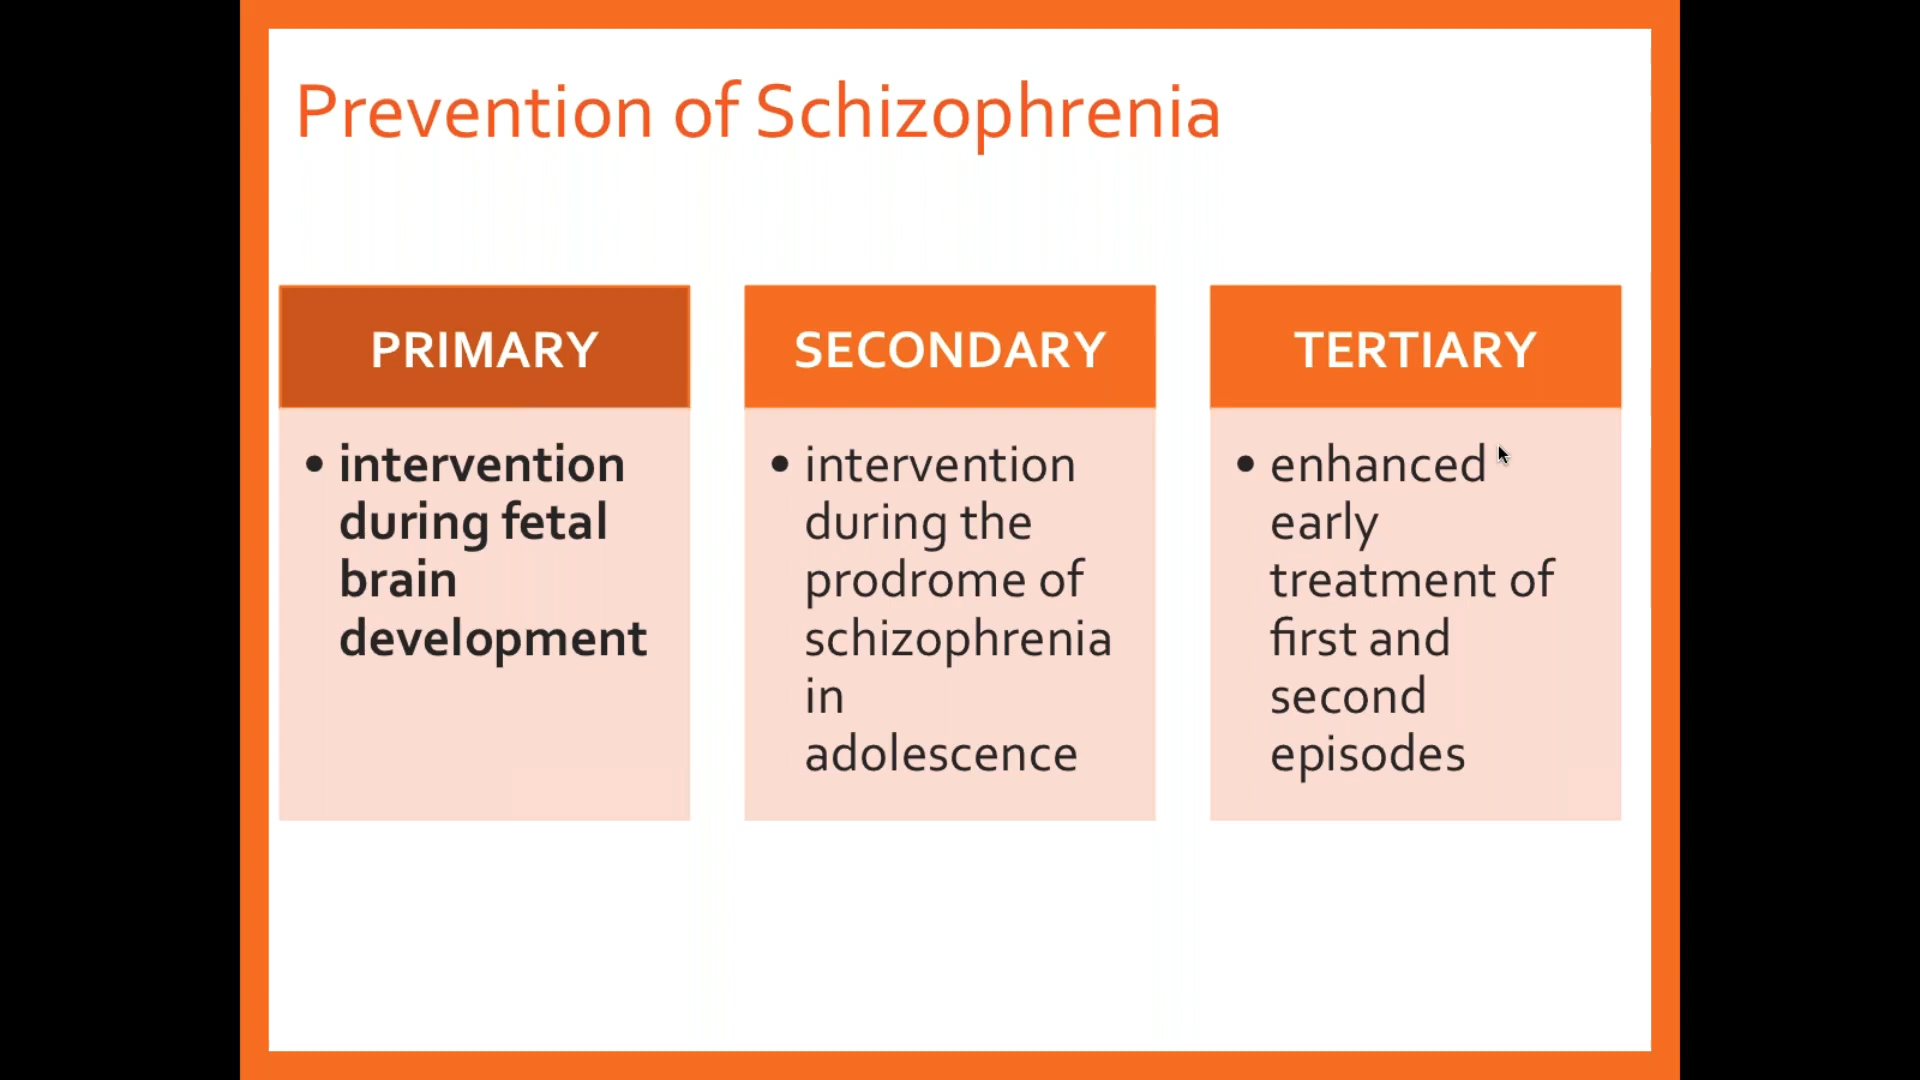 Prevention of Schizophrenia
PRIMARY
• intervention
during fetal
brain
development
SECONDARY
• intervention
during the
prodrome of
schizophrenia
in
adolescence
TERTIARY
• enhanced
early
treatment of
first and
second
episodes